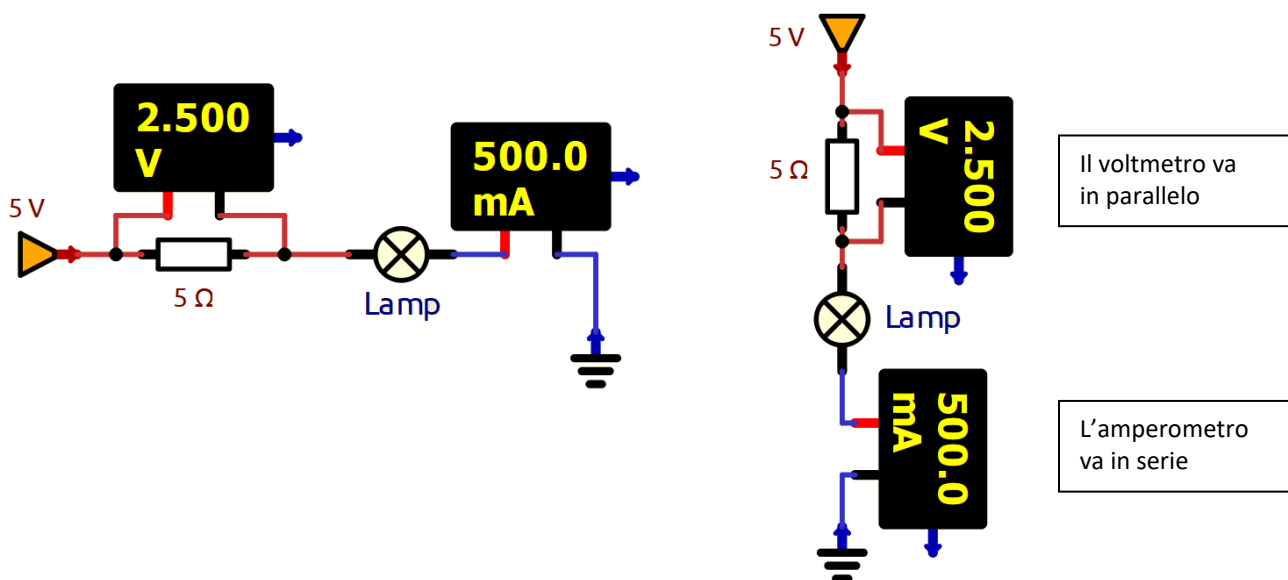 2.500
V
500.0
mA
5 V
5 Ω
Lamp
5 V
5 Ω
2.500
V
Lamp
500.0
mA
Il voltmetro va
in parallelo
L’amperometro
va in serie